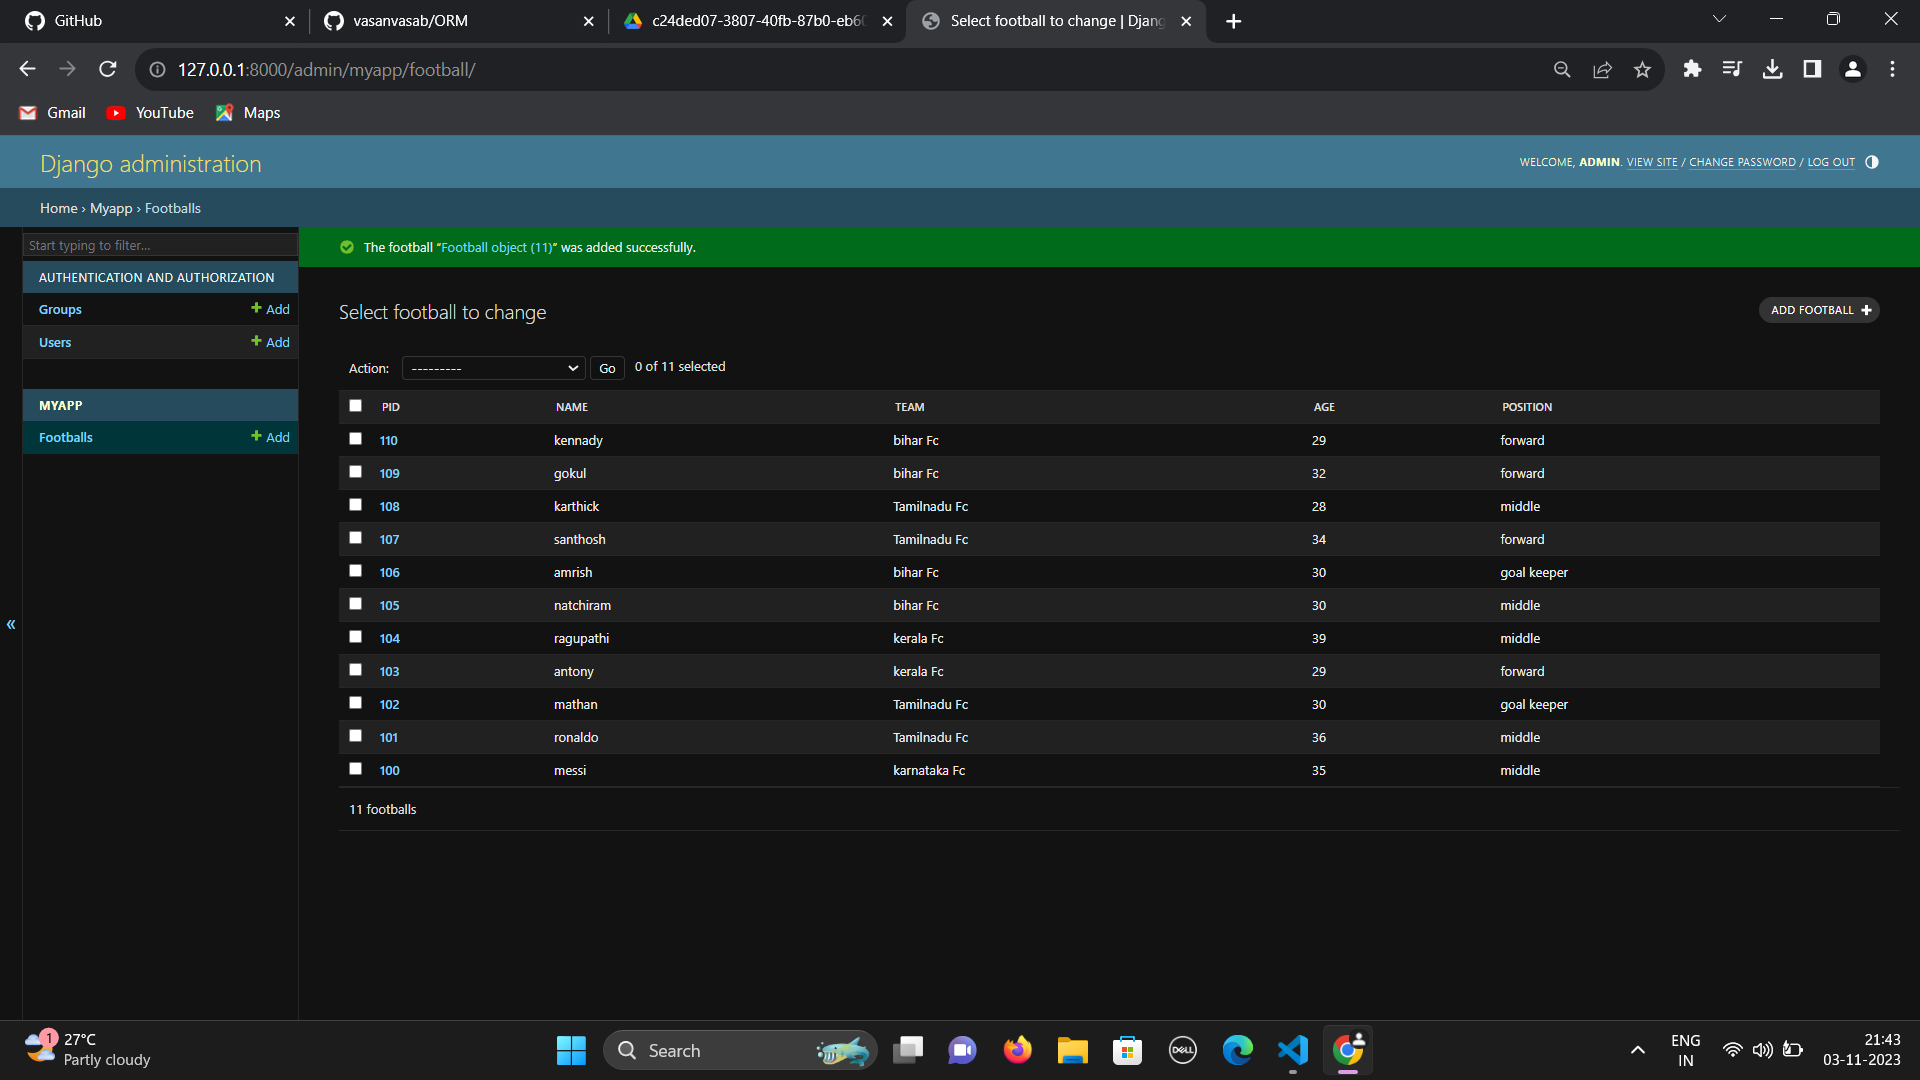 GitHub
vasanvasab/ORM
c24ded07-3807-40fb-87b0-eb6
Select football to change | Djang
127.0.0.1:8000/admin/myapp/football/
Gmail
YouTube
Maps
Django administration
WELCOME, ADMIN. VIEW SITE / CHANGE PASSWORD / LOG OUT
Home › Myapp › Footballs
Start typing to filter...
The football “Football object (11)” was added successfully.
AUTHENTICATION AND AUTHORIZATION
Groups + Add
Users + Add
MYAPP
Footballs + Add
«
Select football to change
ADD FOOTBALL +
Action: --------- Go 0 of 11 selected
PID NAME TEAM AGE POSITION
110 kennady bihar Fc 29 forward
109 gokul bihar Fc 32 forward
108 karthick Tamilnadu Fc 28 middle
107 santhosh Tamilnadu Fc 34 forward
106 amrish bihar Fc 30 goal keeper
105 natchiram bihar Fc 30 middle
104 ragupathi kerala Fc 39 middle
103 antony kerala Fc 29 forward
102 mathan Tamilnadu Fc 30 goal keeper
101 ronaldo Tamilnadu Fc 36 middle
100 messi karnataka Fc 35 middle
11 footballs
1
27°C
Partly cloudy
Search
DELL
ENG
IN
21:43
03-11-2023